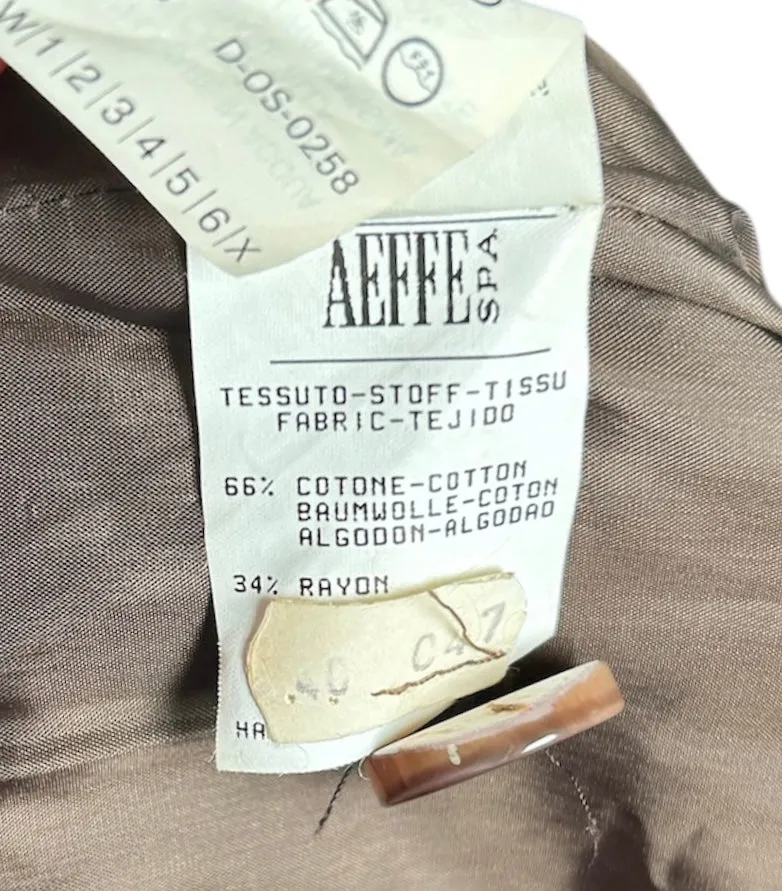 W/1/2/3/4/5/6/X
D-OS-0258
AEFFE SPA
TESSUTO-STOFF-TISSU
FABRIC-TEJIDO
66% COTONE-COTTON
BAUMWOLLE-COTON
ALGODON-ALGODAO
34% RAYON
40 C47